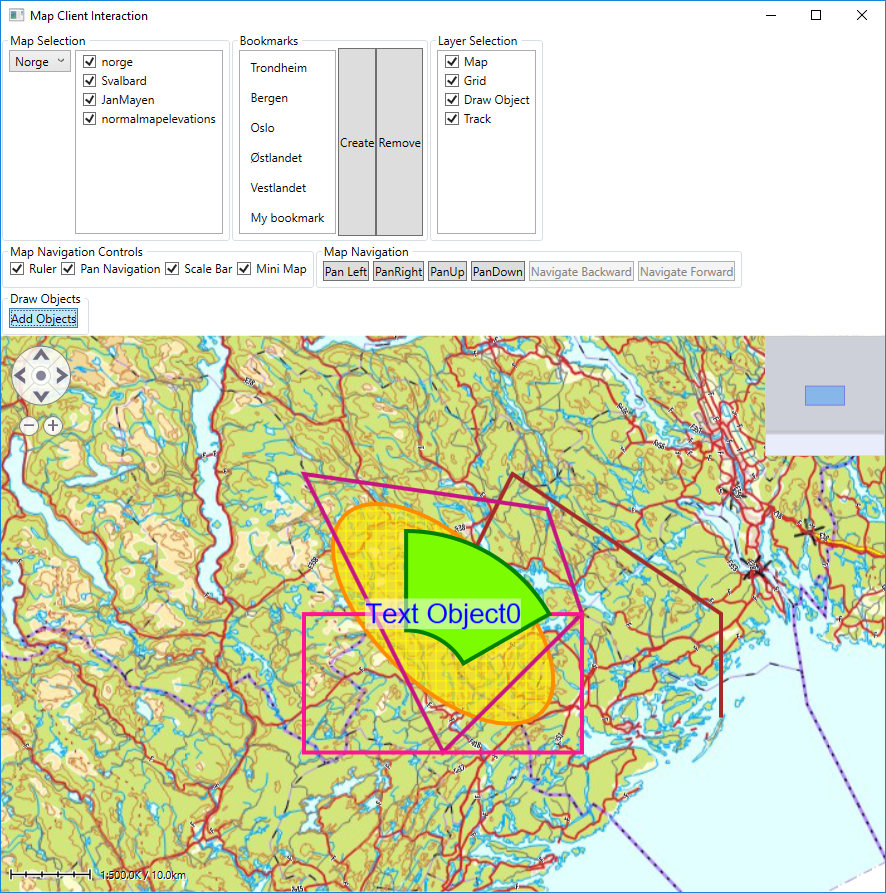 Map Client Interaction
Map Selection
Norge
norge
Svalbard
JanMayen
normalmapelevations
Bookmarks
Trondheim
Bergen
Oslo
Østlandet
Vestlandet
My bookmark
Create
Remove
Layer Selection
Map
Grid
Draw Object
Track
Map Navigation Controls
Ruler
Pan Navigation
Scale Bar
Mini Map
Map Navigation
Pan Left
PanRight
PanUp
PanDown
Navigate Backward
Navigate Forward
Draw Objects
Add Objects
Text Object0
1:500.0K / 10.0km